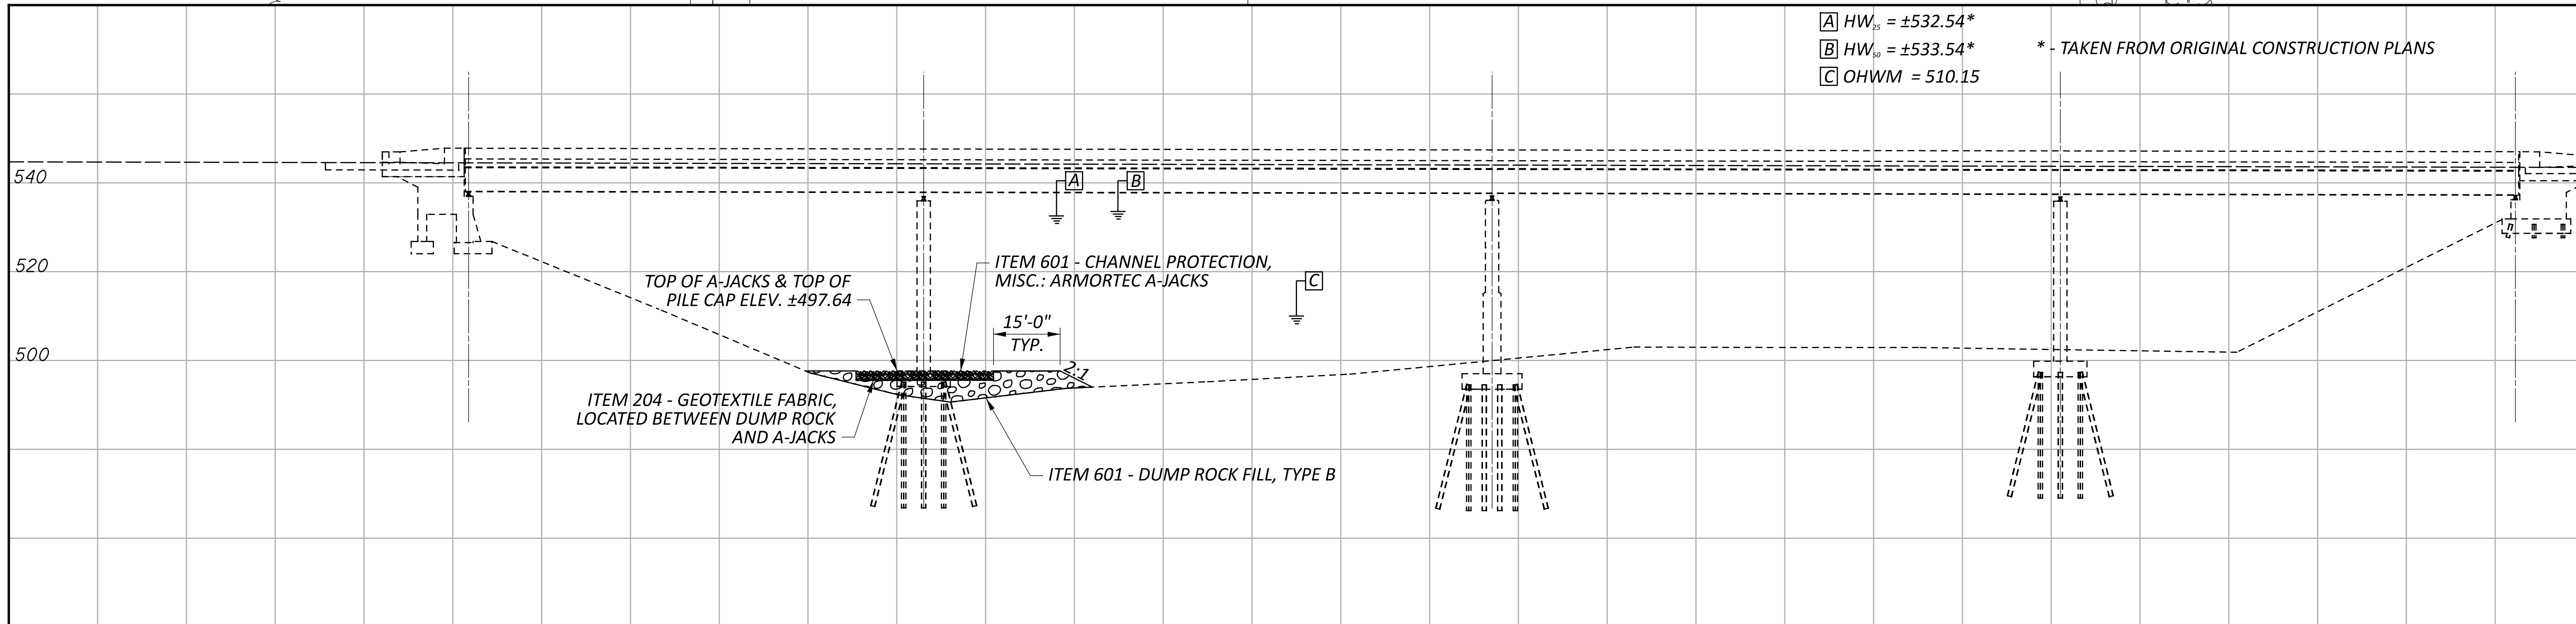 A HW25 = ±532.54*
B HW50 = ±533.54*
* - TAKEN FROM ORIGINAL CONSTRUCTION PLANS
C OHWM = 510.15
540
A
B
520
ITEM 601 - CHANNEL PROTECTION,
MISC.: ARMORTEC A-JACKS
TOP OF A-JACKS & TOP OF
PILE CAP ELEV. ±497.64
C
15'-0"
TYP.
500
2:1
ITEM 204 - GEOTEXTILE FABRIC,
LOCATED BETWEEN DUMP ROCK
AND A-JACKS
ITEM 601 - DUMP ROCK FILL, TYPE B